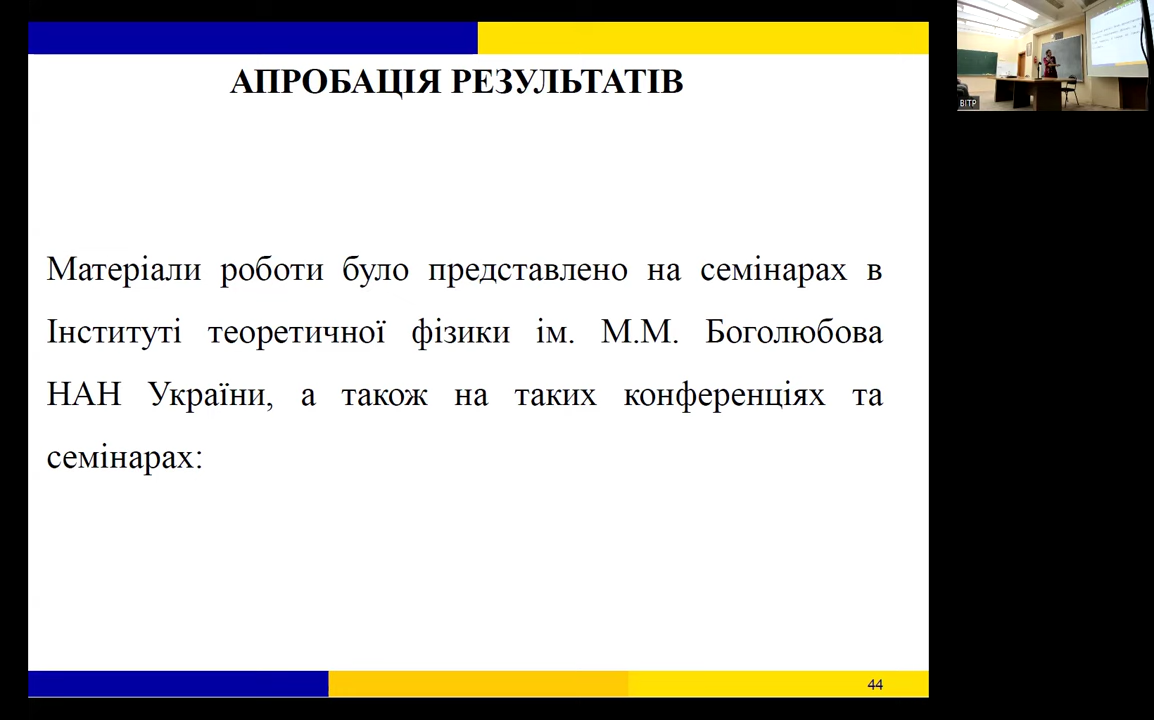 АПРОБАЦІЯ РЕЗУЛЬТАТІВ
Матеріали роботи було представлено на семінарах в
Інституті теоретичної фізики ім. М.М. Боголюбова
НАН України, а також на таких конференціях та
семінарах:
44
ВІТР